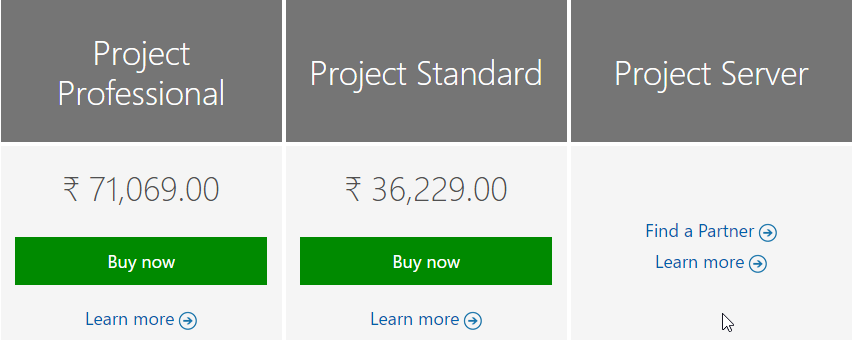 Project
Professional
₹ 71,069.00
Buy now
Learn more
Project Standard
₹ 36,229.00
Buy now
Learn more
Project Server
Find a Partner
Learn more